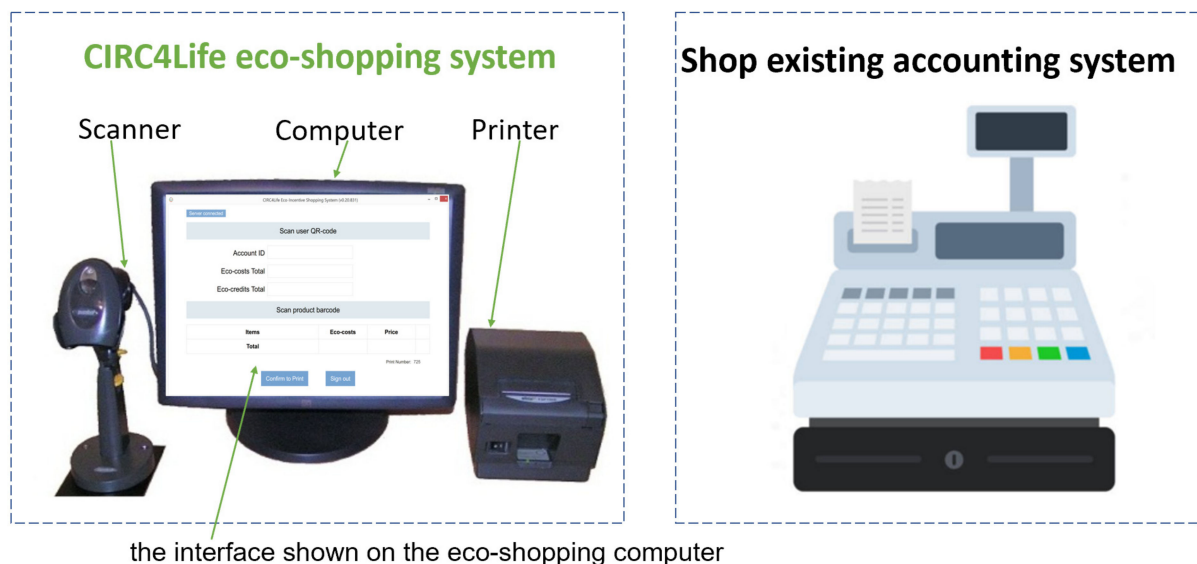 CIRC4Life eco-shopping system
Scanner
Computer
Printer
Server connected
Scan user QR-code
Account ID
Eco-costs Total
Eco-credits Total
Scan product barcode
Items Eco-costs Price
Total
Confirm to Print Sign out
the interface shown on the eco-shopping computer
Shop existing accounting system